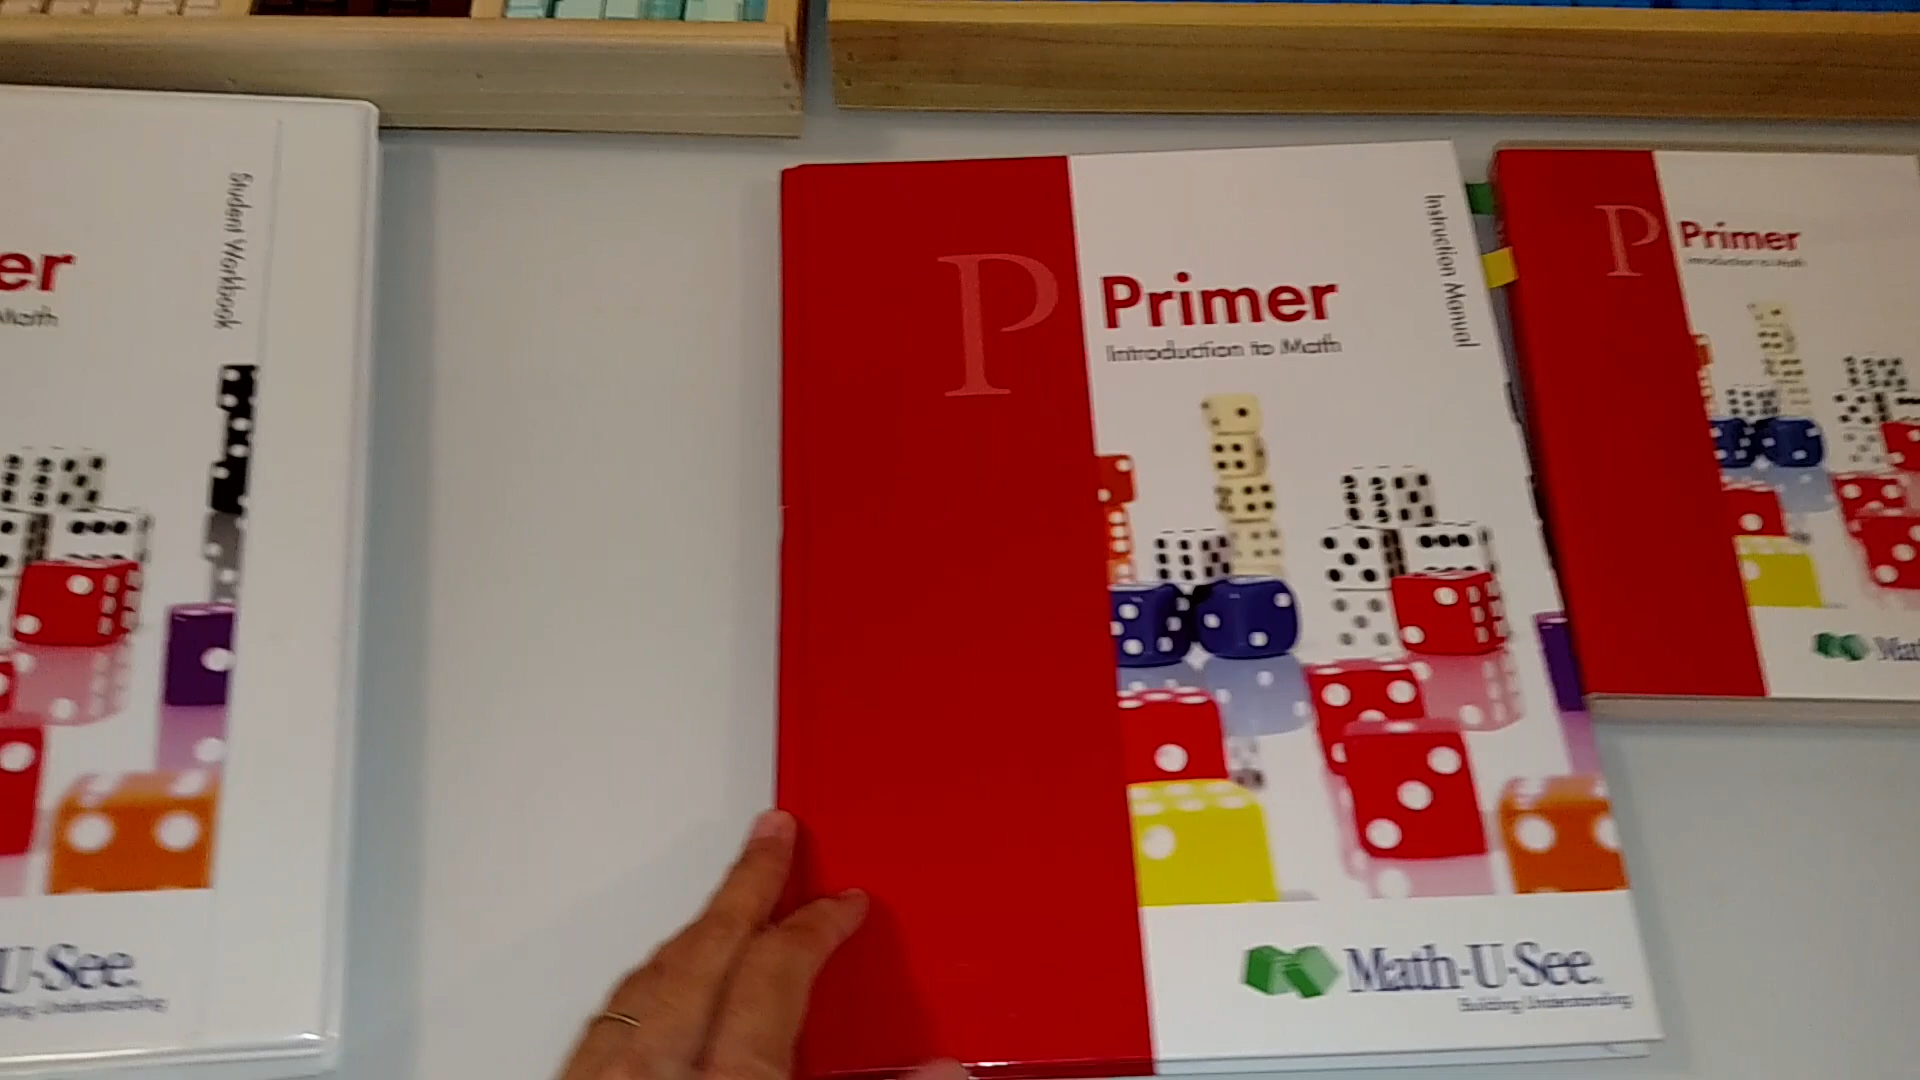 er
Math
Student Workbook
U-See.
P
Primer
Introduction to Math
Instruction Manual
Math-U-See.
Building Understanding
P
Primer
Introduction to Math
Mat